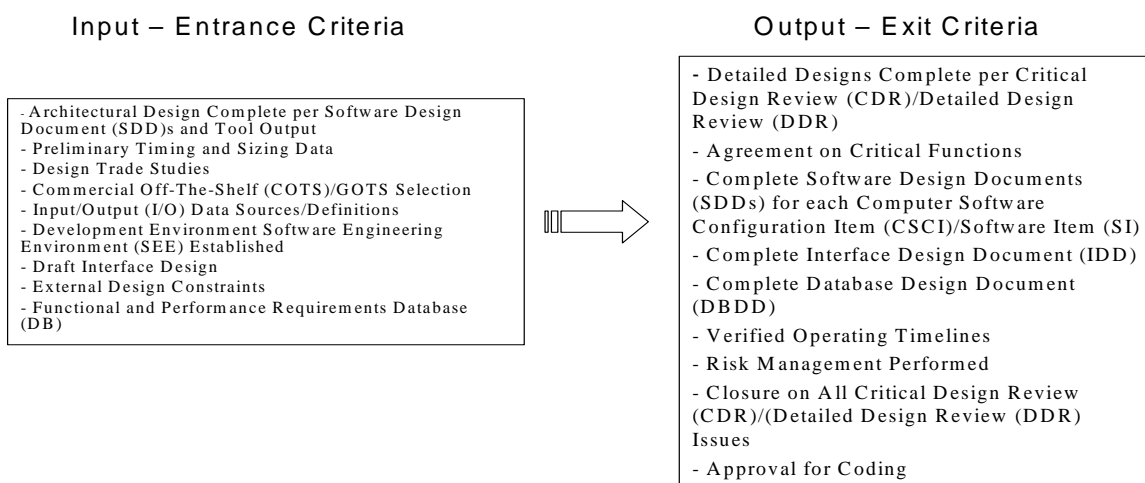 Input – Entrance Criteria
- Architectural Design Complete per Software Design
Document (SDD)s and Tool Output
- Preliminary Timing and Sizing Data
- Design Trade Studies
- Commercial Off-The-Shelf (COTS)/GOTS Selection
- Input/Output (I/O) Data Sources/Definitions
- Development Environment Software Engineering
Environment (SEE) Established
- Draft Interface Design
- External Design Constraints
- Functional and Performance Requirements Database
(DB)
Output – Exit Criteria
- Detailed Designs Complete per Critical
Design Review (CDR)/Detailed Design
Review (DDR)
- Agreement on Critical Functions
- Complete Software Design Documents
(SDDs) for each Computer Software
Configuration Item (CSCI)/Software Item (SI)
- Complete Interface Design Document (IDD)
- Complete Database Design Document
(DBDD)
- Verified Operating Timelines
- Risk Management Performed
- Closure on All Critical Design Review
(CDR)/(Detailed Design Review (DDR)
Issues
- Approval for Coding